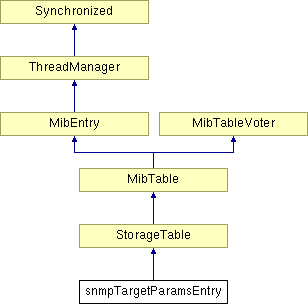 Synchronized
ThreadManager
MibEntry
MibTableVoter
MibTable
StorageTable
snmpTargetParamsEntry